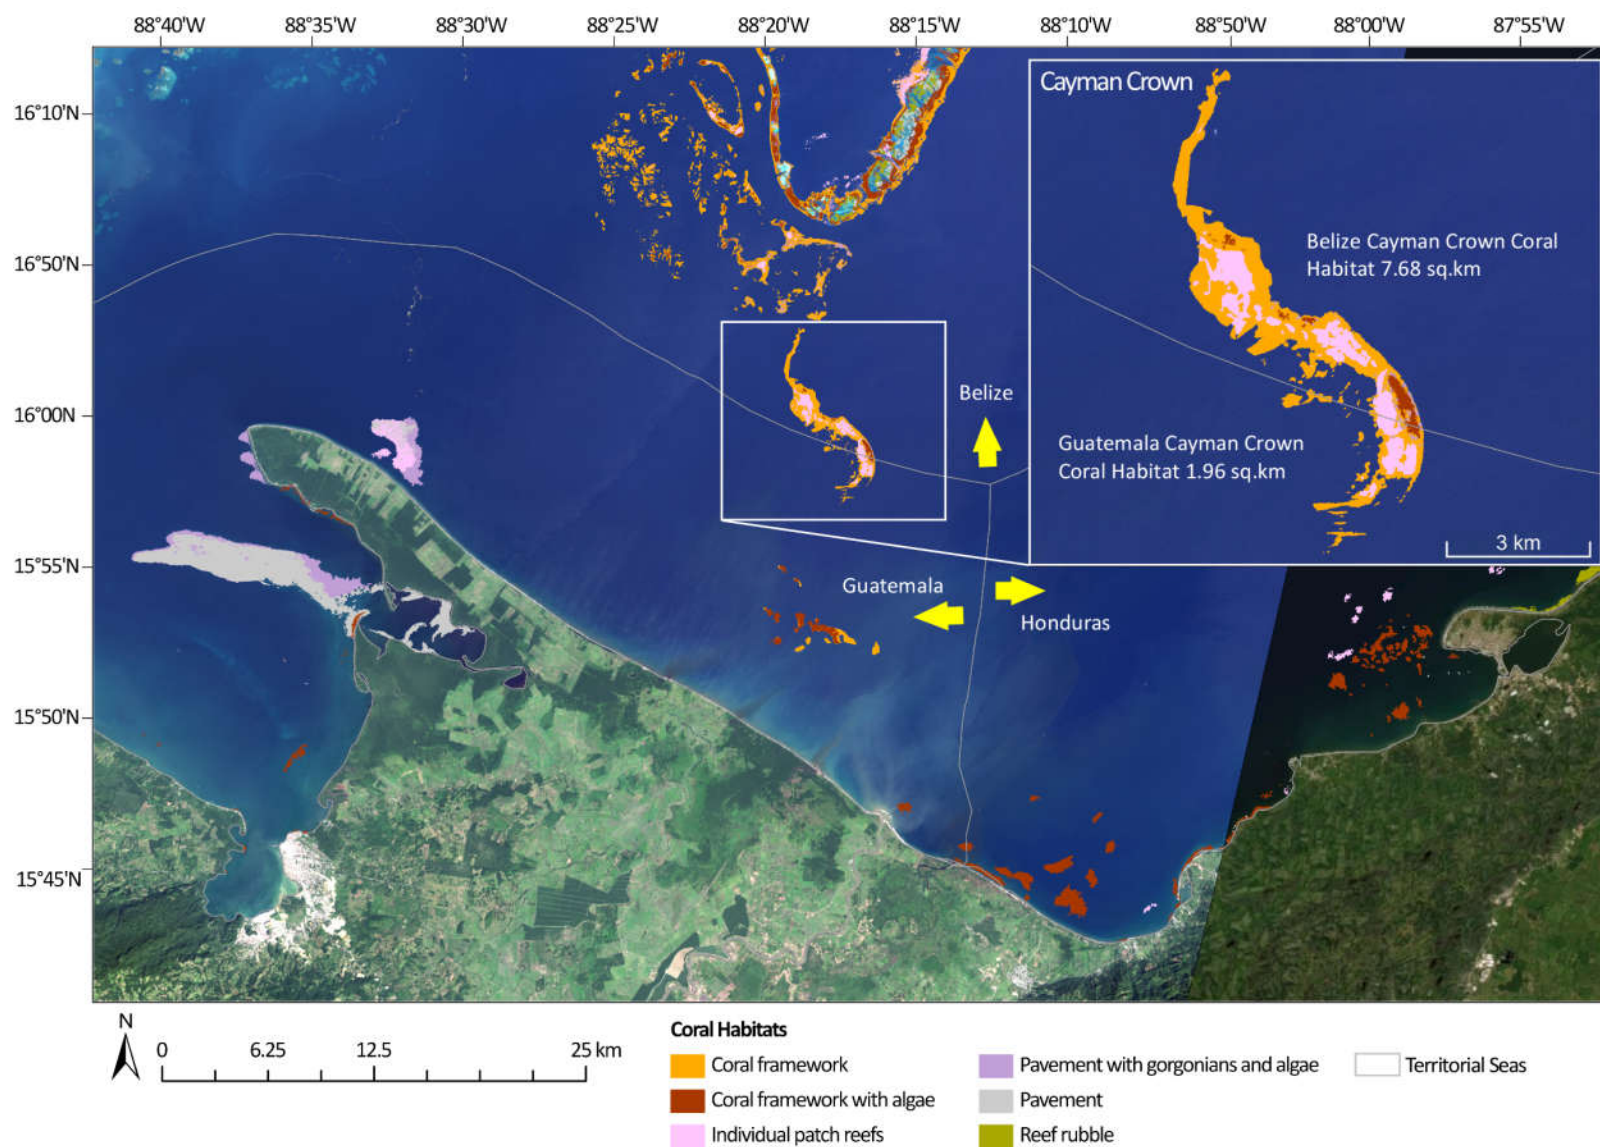 88°40'W 88°35'W 88°30'W 88°25'W 88°20'W 88°15'W 88°10'W 88°50'W 88°00'W 87°55'W
16°10'N
16°50'N
16°00N
15°55'N
15°50'N
15°45'N
Cayman Crown
Belize Cayman Crown Coral
Habitat 7.68 sq.km
Guatemala Cayman Crown
Coral Habitat 1.96 sq.km
3 km
Belize
Guatemala
Honduras
N
0 6.25 12.5 25 km
Coral Habitats
Coral framework
Coral framework with algae
Individual patch reefs
Pavement with gorgonians and algae
Pavement
Reef rubble
Territorial Seas